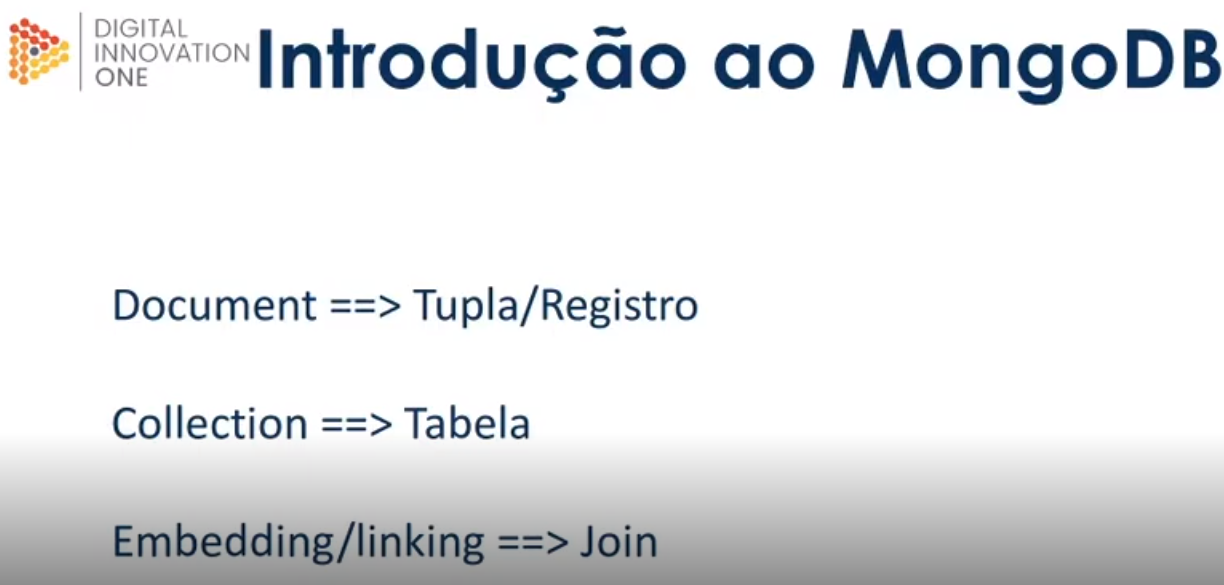 DIGITAL
INNOVATION
ONE
Introdução ao MongoDB
Document ==> Tupla/Registro
Collection ==> Tabela
Embedding/linking ==> Join